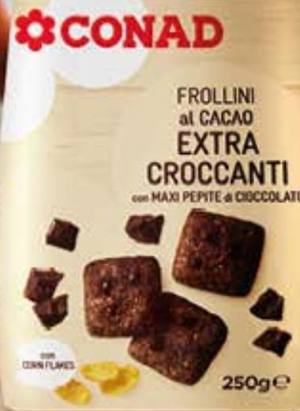 CONAD
FROLLINI
al CACAO
EXTRA
CROCCANTI
con MAXI PEPITE di CIOCCOLATO
CON
CORN FLAKES
250g e